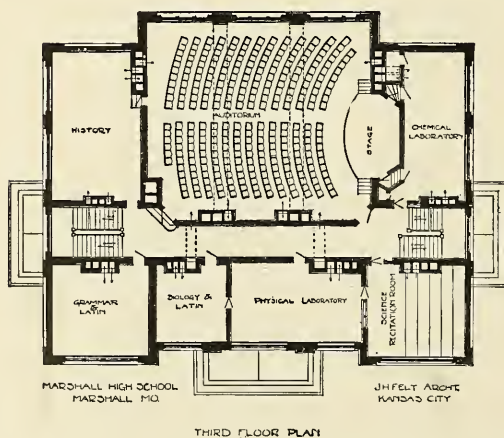 HISTORY
AUDITORIUM
STAGE
CHEMICAL
LABORATORY
GRAMMAR
&
LATIN
BIOLOGY &
LATIN
PHYSICAL LABORATORY
SCIENCE
RECITATION ROOM
MARSHALL HIGH SCHOOL
MARSHALL MO.
J.H.FELT ARCHT.
KANSAS CITY
THIRD FLOOR PLAN